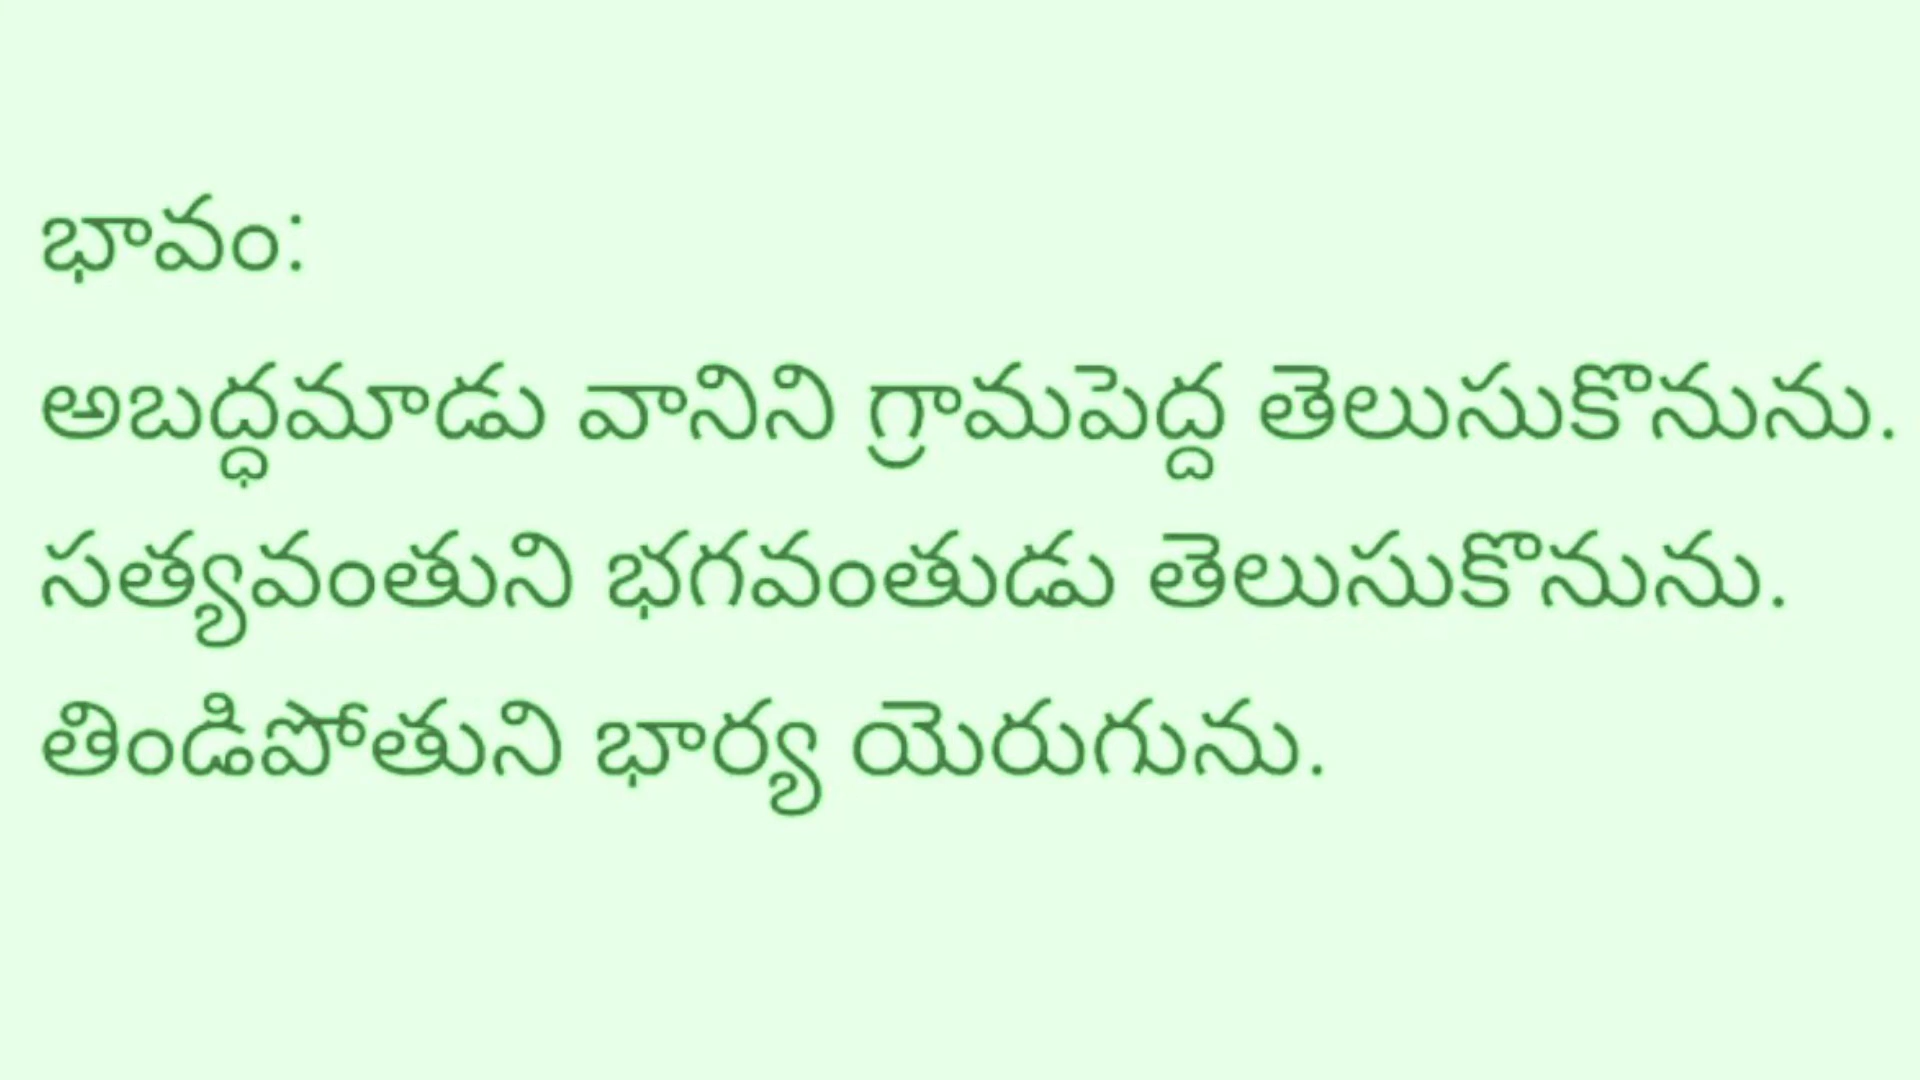 భావం:
అబద్ధమాడు వానిని గ్రామపెద్ద తెలుసుకొనును.
సత్యవంతుని భగవంతుడు తెలుసుకొనును.
తిండిపోతుని భార్య యెరుగును.